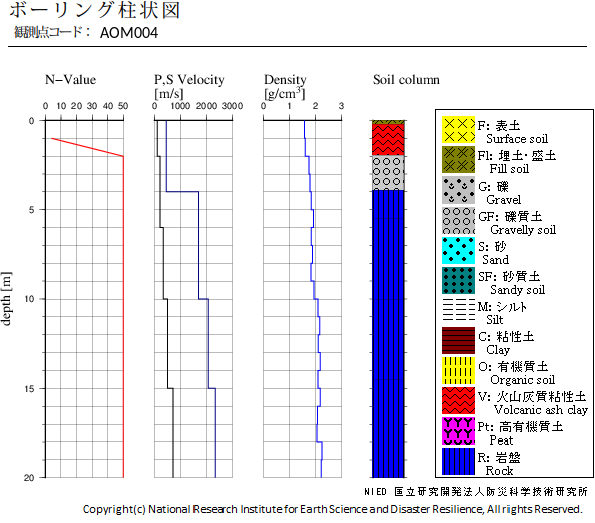 ボーリング柱状図
観測点コード： AOM004
N−Value
P,S Velocity
[m/s]
Density
[g/cm³]
Soil column
0 10 20 30 40 50
0 1000 2000 3000
0 1 2 3
depth [m]
0
5
10
15
20
F: 表土
Surface soil
Fl: 埋土・盛土
Fill soil
G: 礫
Gravel
GF: 礫質土
Gravelly soil
S: 砂
Sand
SF: 砂質土
Sandy soil
M: シルト
Silt
C: 粘性土
Clay
O: 有機質土
Organic soil
V: 火山灰質粘性土
Volcanic ash clay
Pt: 高有機質土
Peat
R: 岩盤
Rock
NIED 国立研究開発法人防災科学技術研究所
Copyright(c) National Research Institute for Earth Science and Disaster Resilience, All rights Reserved.